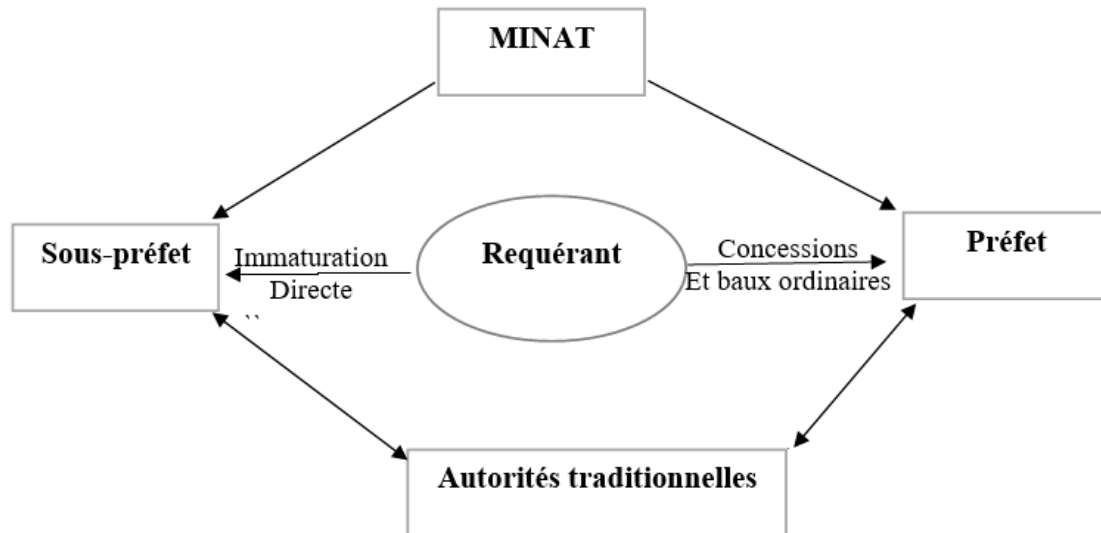 MINAT
Sous-préfet
Immaturation
Directe
``
Requérant
Concessions
Et baux ordinaires
Préfet
Autorités traditionnelles